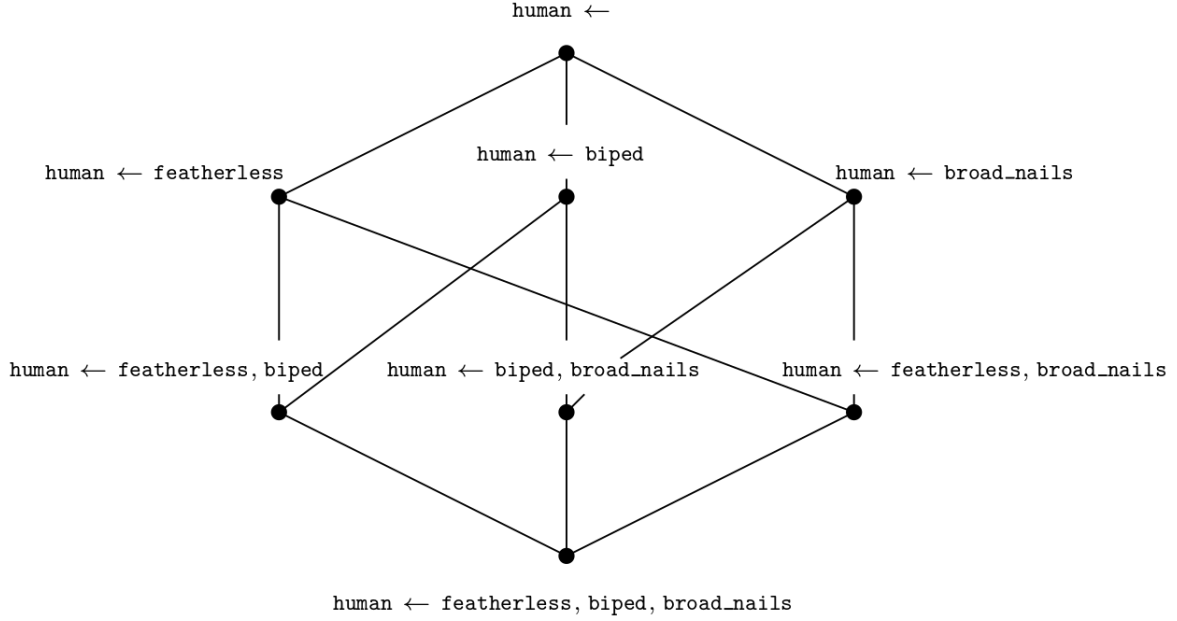 human ←
human ← biped
human ← featherless
human ← broad_nails
human ← featherless, biped
human ← biped, broad_nails
human ← featherless, broad_nails
human ← featherless, biped, broad_nails